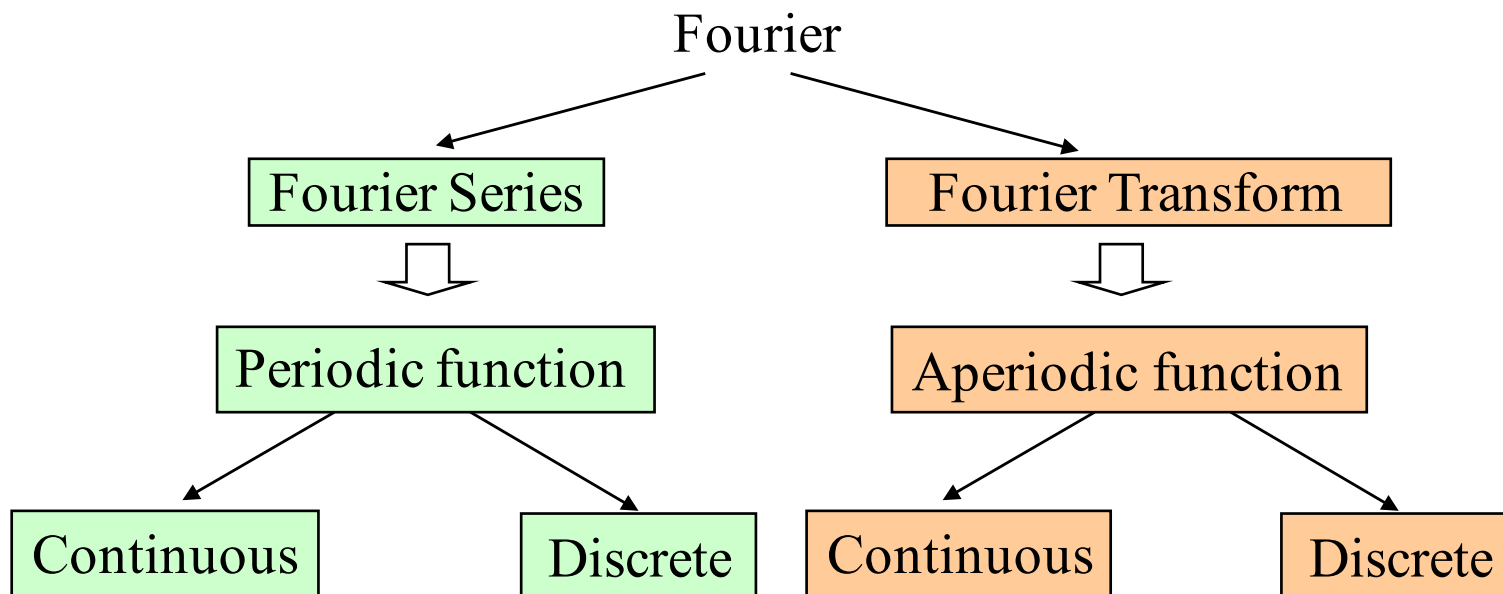 Fourier
Fourier Series
Fourier Transform
Periodic function
Aperiodic function
Continuous
Discrete
Continuous
Discrete